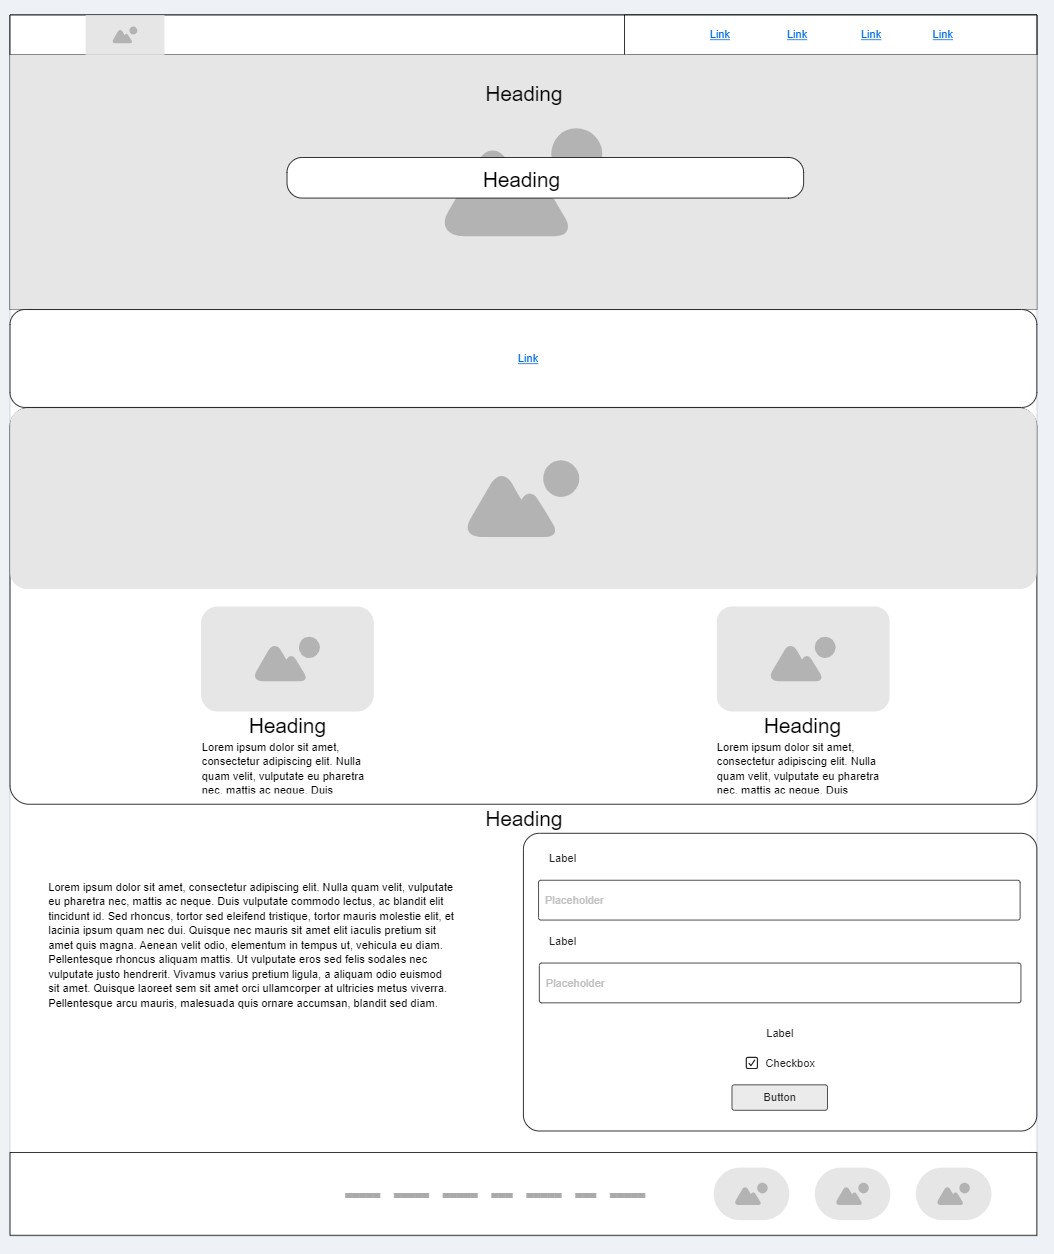 Link
Link
Link
Link
Heading
Heading
Link
Heading
Lorem ipsum dolor sit amet,
consectetur adipiscing elit. Nulla
quam velit, vulputate eu pharetra
nec, mattis ac neque. Duis
Heading
Lorem ipsum dolor sit amet,
consectetur adipiscing elit. Nulla
quam velit, vulputate eu pharetra
nec, mattis ac neque. Duis
Heading
Lorem ipsum dolor sit amet, consectetur adipiscing elit. Nulla quam velit, vulputate
eu pharetra nec, mattis ac neque. Duis vulputate commodo lectus, ac blandit elit
tincidunt id. Sed rhoncus, tortor sed eleifend tristique, tortor mauris molestie elit, et
lacinia ipsum quam nec dui. Quisque nec mauris sit amet elit iaculis pretium sit
amet quis magna. Aenean velit odio, elementum in tempus ut, vehicula eu diam.
Pellentesque rhoncus aliquam mattis. Ut vulputate eros sed felis sodales nec
vulputate justo hendrerit. Vivamus varius pretium ligula, a aliquam odio euismod
sit amet. Quisque laoreet sem sit amet orci ullamcorper at ultricies metus viverra.
Pellentesque arcu mauris, malesuada quis ornare accumsan, blandit sed diam.
Label
Placeholder
Label
Placeholder
Label
Checkbox
Button